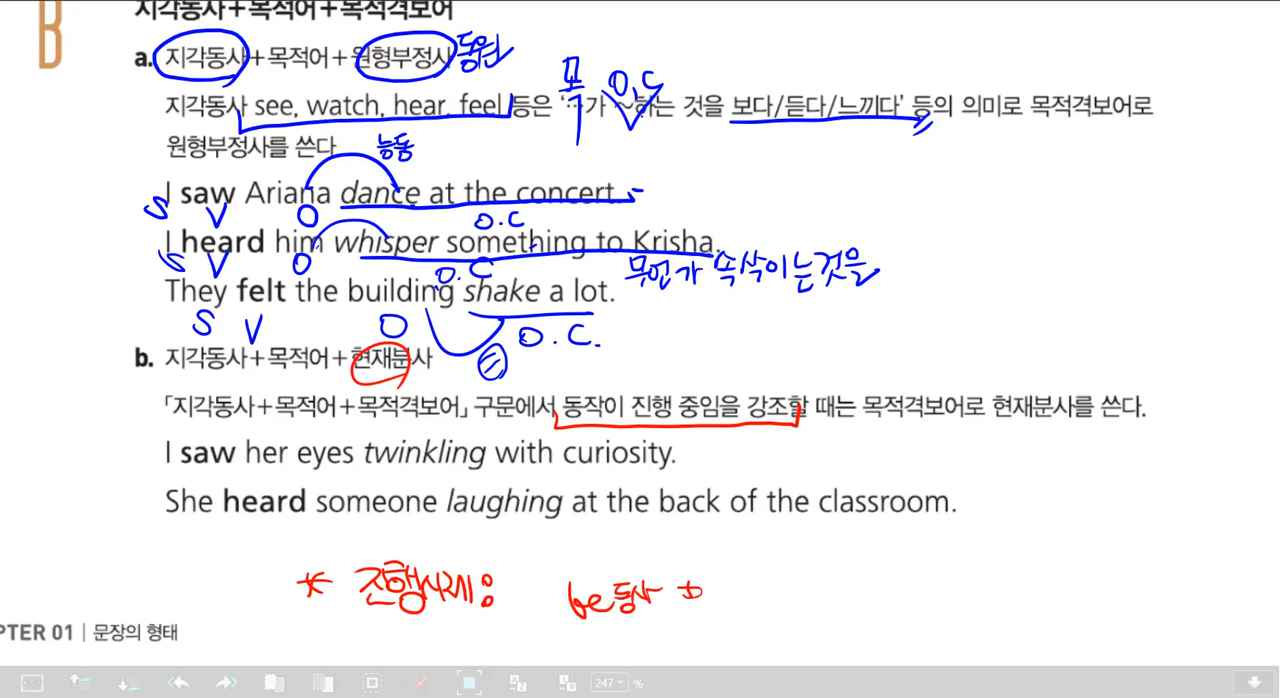 B
지각동사+목적어+목적격보어
a. 지각동사+목적어+원형부정사 동원
목 O.C
지각동사 see, watch, hear, feel 등은 '…가 ~하는 것을 보다/듣다/느끼다' 등의 의미로 목적격보어로
원형부정사를 쓴다.
능동
I saw Ariana dance at the concert.
S V O O.C
I heard him whisper something to Krisha.
S V O O.C 무언가 속삭이는것을
They felt the building shake a lot.
S V O O.C.
b. 지각동사+목적어+현재분사
「지각동사+목적어+목적격보어」 구문에서 동작이 진행 중임을 강조할 때는 목적격보어로 현재분사를 쓴다.
I saw her eyes twinkling with curiosity.
She heard someone laughing at the back of the classroom.
* 진행시제: be동사 +
PTER 01 | 문장의 형태
247 %